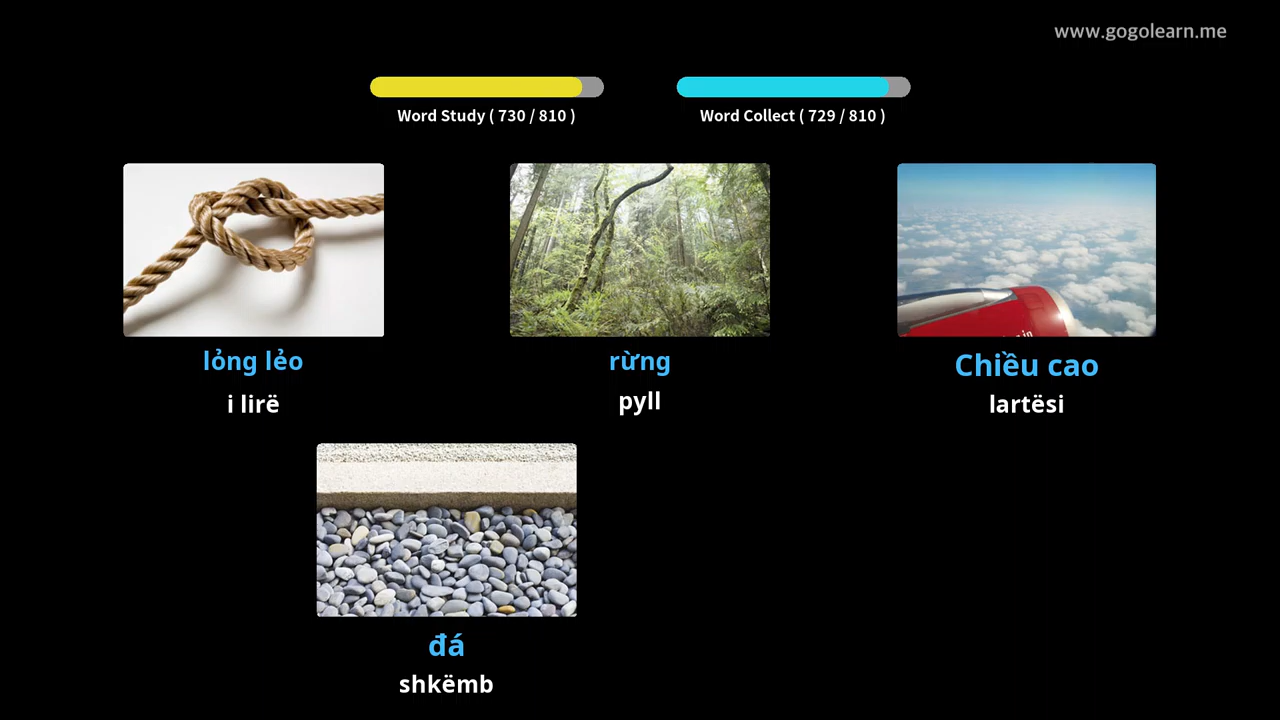 www.gogolearn.me
Word Study ( 730 / 810 )
Word Collect ( 729 / 810 )
lỏng lẻo
rừng
Chiều cao
i lirë
pyll
lartësi
đá
shkëmb